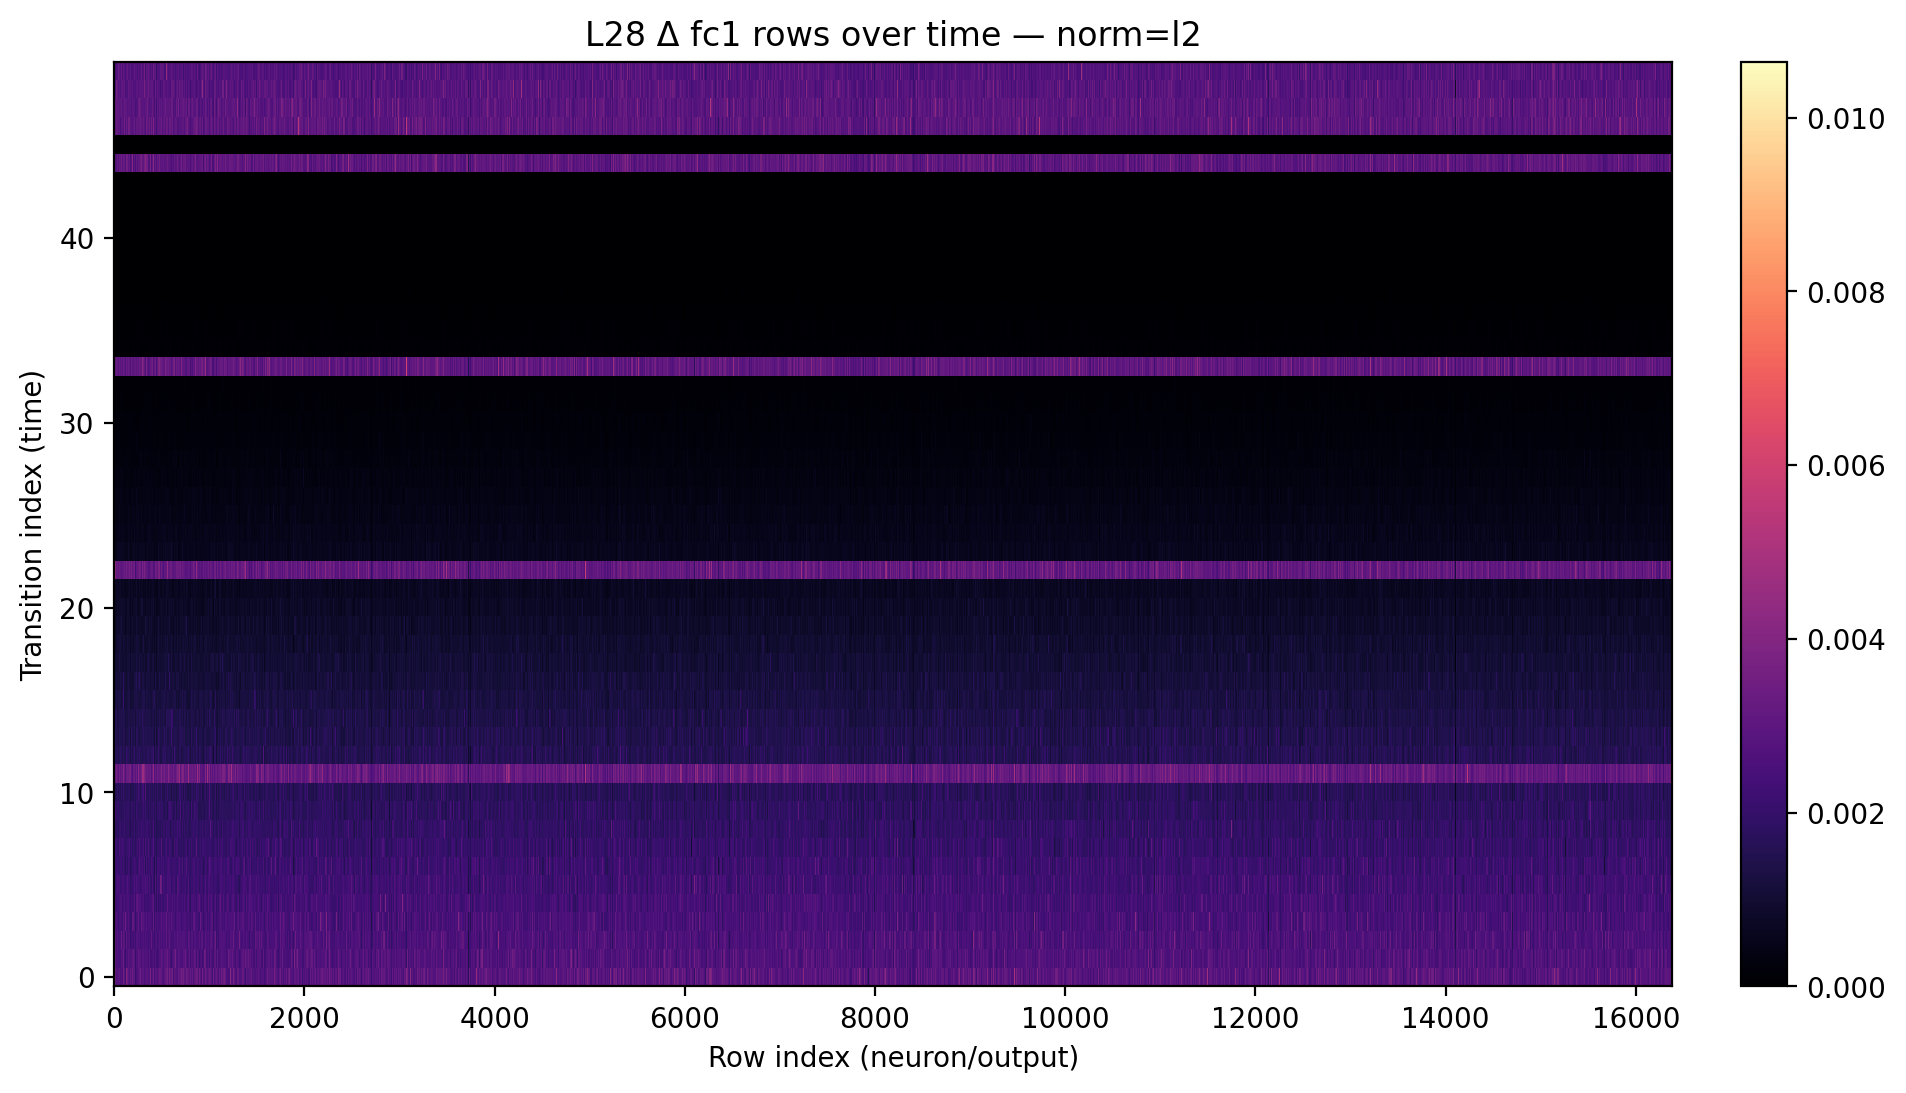 L28 Δ fc1 rows over time — norm=l2
Transition index (time)
40
30
20
10
0
0 2000 4000 6000 8000 10000 12000 14000 16000
Row index (neuron/output)
0.010
0.008
0.006
0.004
0.002
0.000